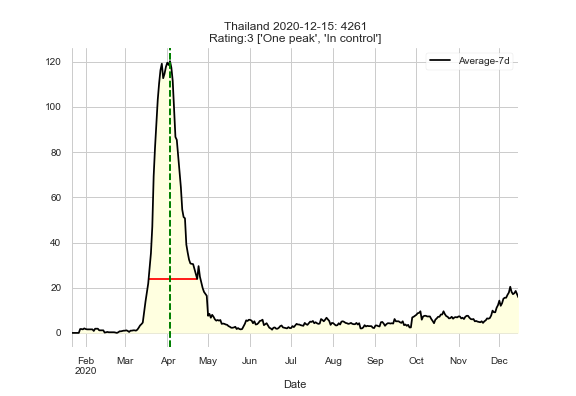 Thailand 2020-12-15: 4261
Rating:3 ['One peak', 'In control']
Average-7d
120
100
80
60
40
20
0
Feb Mar Apr May Jun Jul Aug Sep Oct Nov Dec
2020
Date